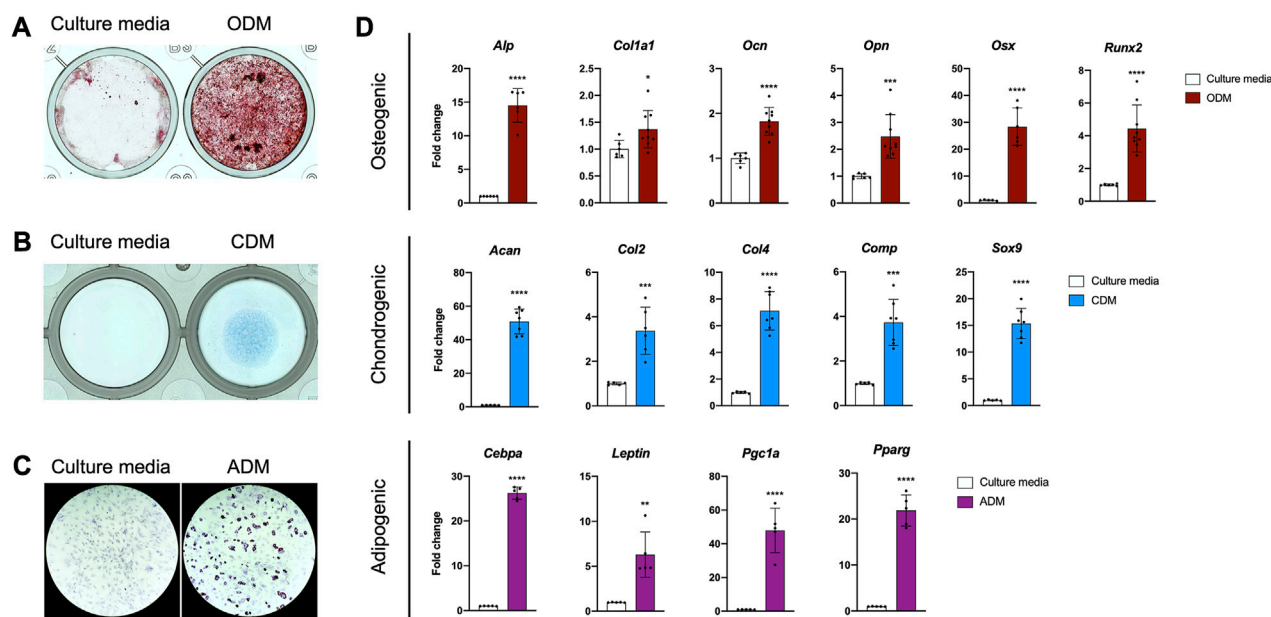 A
Culture media
ODM
B
Culture media
CDM
C
Culture media
ADM
D
Osteogenic
Fold change
Alp
****
20
15
10
5
0
Col1a1
*
2.5
2.0
1.5
1.0
0.5
0.0
Ocn
****
3
2
1
0
Opn
***
5
4
3
2
1
0
Osx
****
50
40
30
20
10
0
Runx2
****
8
6
4
2
0
Culture media
ODM
Chondrogenic
Fold change
Acan
****
80
60
40
20
0
Col2
***
6
4
2
0
Col4
****
10
8
6
4
2
0
Comp
***
6
4
2
0
Sox9
****
25
20
15
10
5
0
Culture media
CDM
Adipogenic
Fold change
Cebpa
****
30
20
10
0
Leptin
**
15
10
5
0
Pgc1a
****
80
60
40
20
0
Pparg
****
30
20
10
0
Culture media
ADM